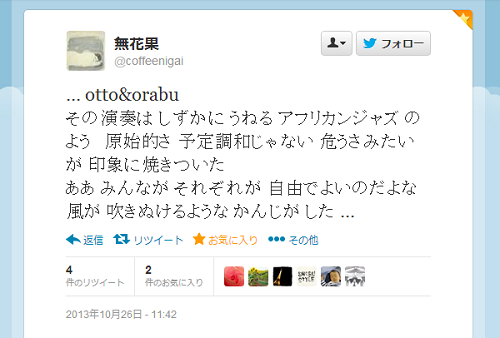 無花果
@coffeenigai
フォロー
... otto&orabu
その 演奏は しずかに うねる アフリカンジャズ の
よう　原始的さ 予定調和じゃない 危うさみたい
が 印象に焼きついた
ああ みんなが それぞれが 自由でよいのだよな
風が 吹きぬけるような かんじがした ...
返信 リツイート お気に入り その他
4 2
件のリツイート 件のお気に入り
2013年10月26日 - 11:42